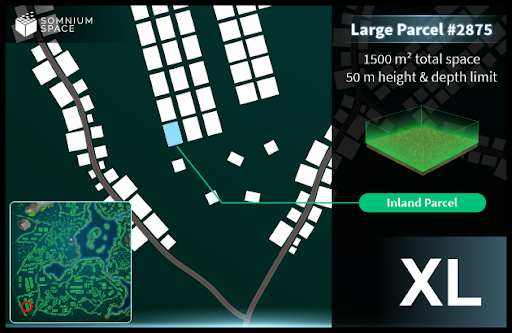 SOMNIUM
SPACE
Large Parcel #2875
1500 m² total space
50 m height & depth limit
Inland Parcel
XL